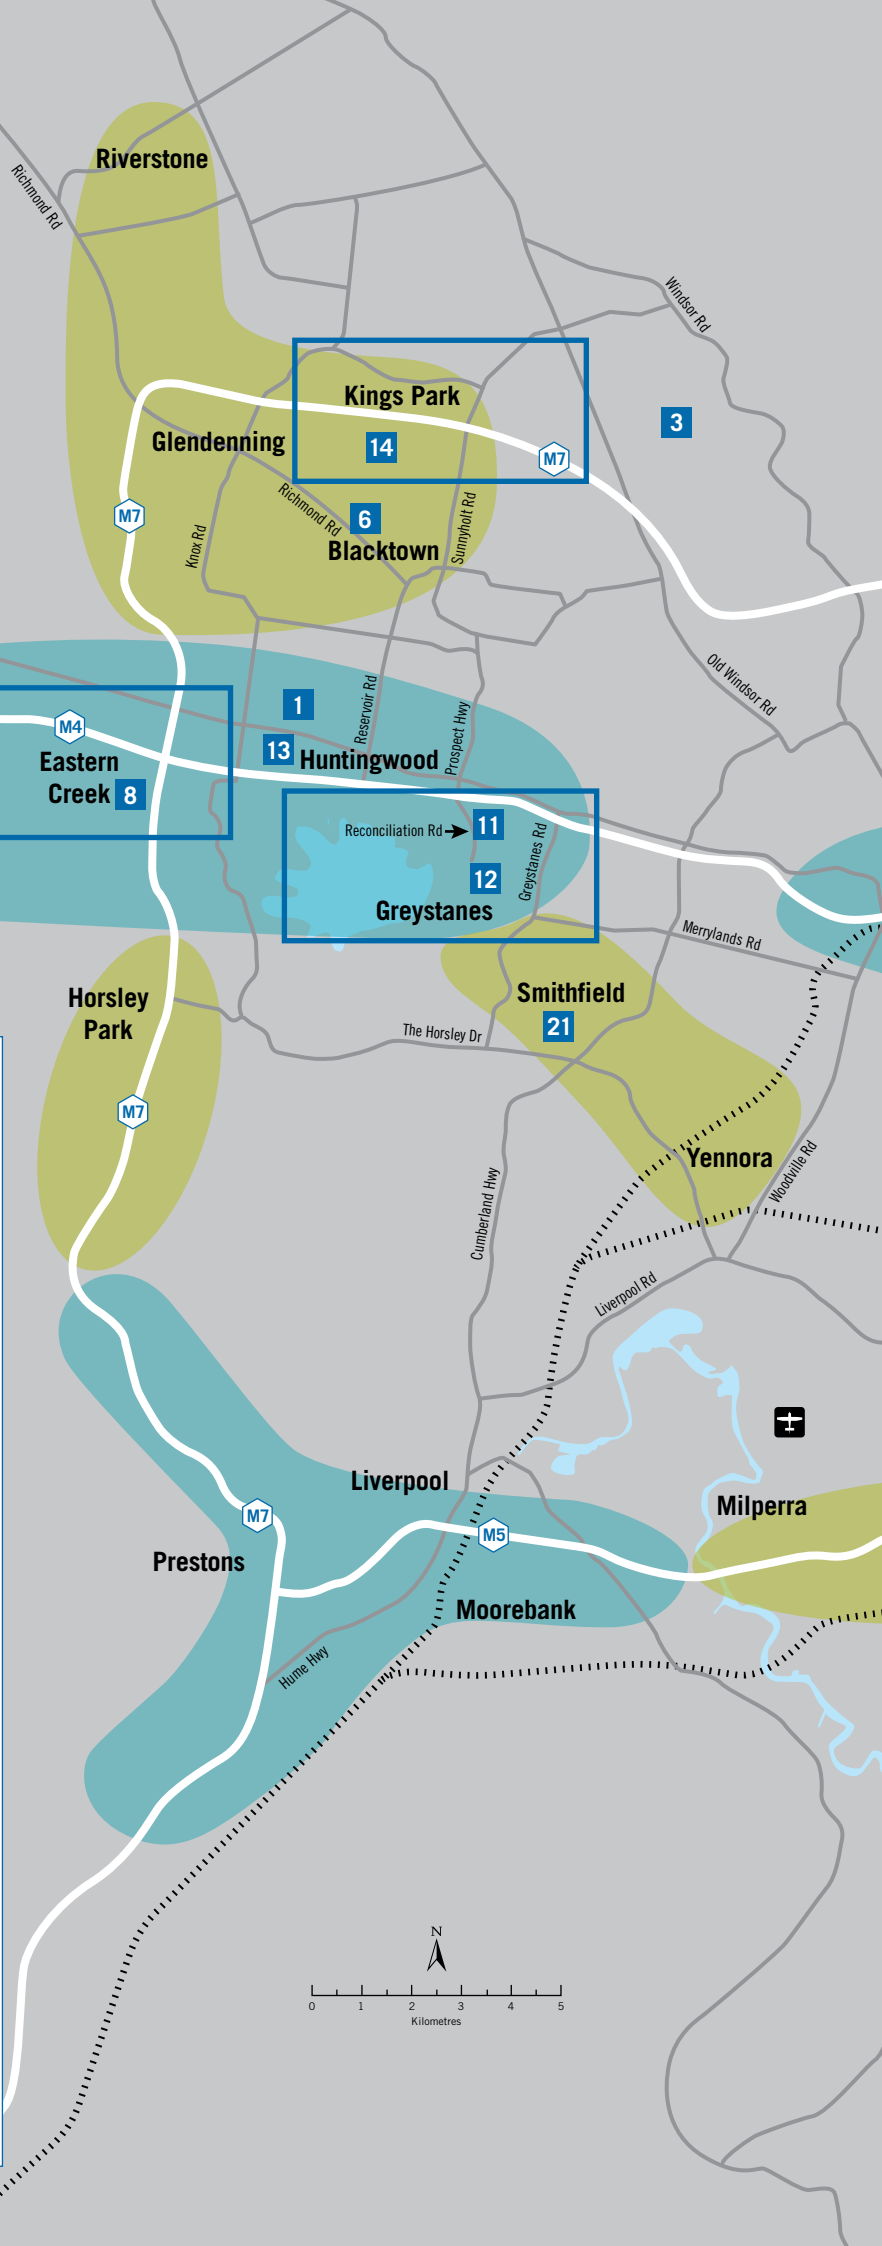 Riverstone
Richmond Rd
Windsor Rd
Kings Park
3
Glendenning
14
M7
Richmond Rd
M7
6
Sunnyholt Rd
Knox Rd
Blacktown
Old Windsor Rd
1
Reservoir Rd
Prospect Hwy
M4
13
Huntingwood
Eastern
Creek
8
Reconciliation Rd
11
Greystanes Rd
12
Greystanes
Merrylands Rd
Horsley
Park
Smithfield
21
The Horsley Dr
M7
Yennora
Woodville Rd
Cumberland Hwy
Liverpool Rd
Liverpool
Milperra
M7
M5
Prestons
Moorebank
Hume Hwy
N
0 1 2 3 4 5
Kilometres